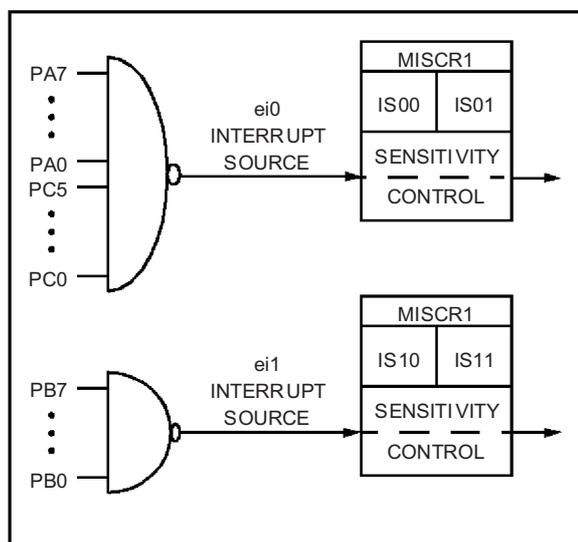 PA7
PA0
PC5
PC0
ei0
INTERRUPT
SOURCE
MISCR1
IS00 IS01
SENSITIVITY
CONTROL
PB7
PB0
ei1
INTERRUPT
SOURCE
MISCR1
IS10 IS11
SENSITIVITY
CONTROL